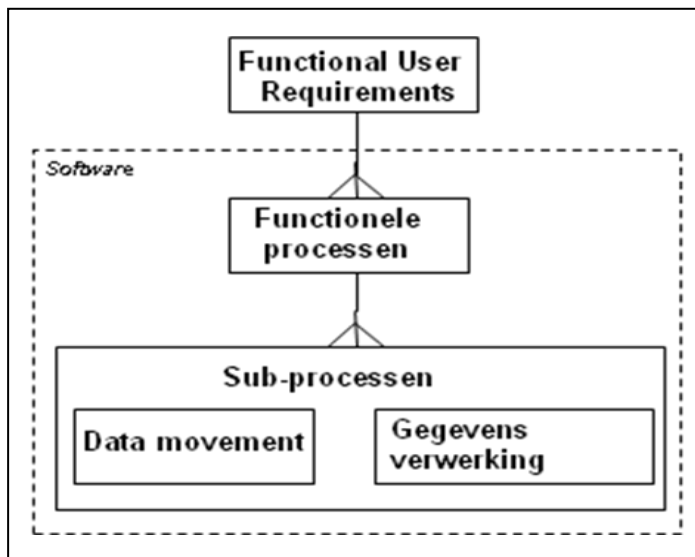 Functional User
Requirements
Software
Functionele
processen
Sub-processen
Data movement
Gegevens
verwerking